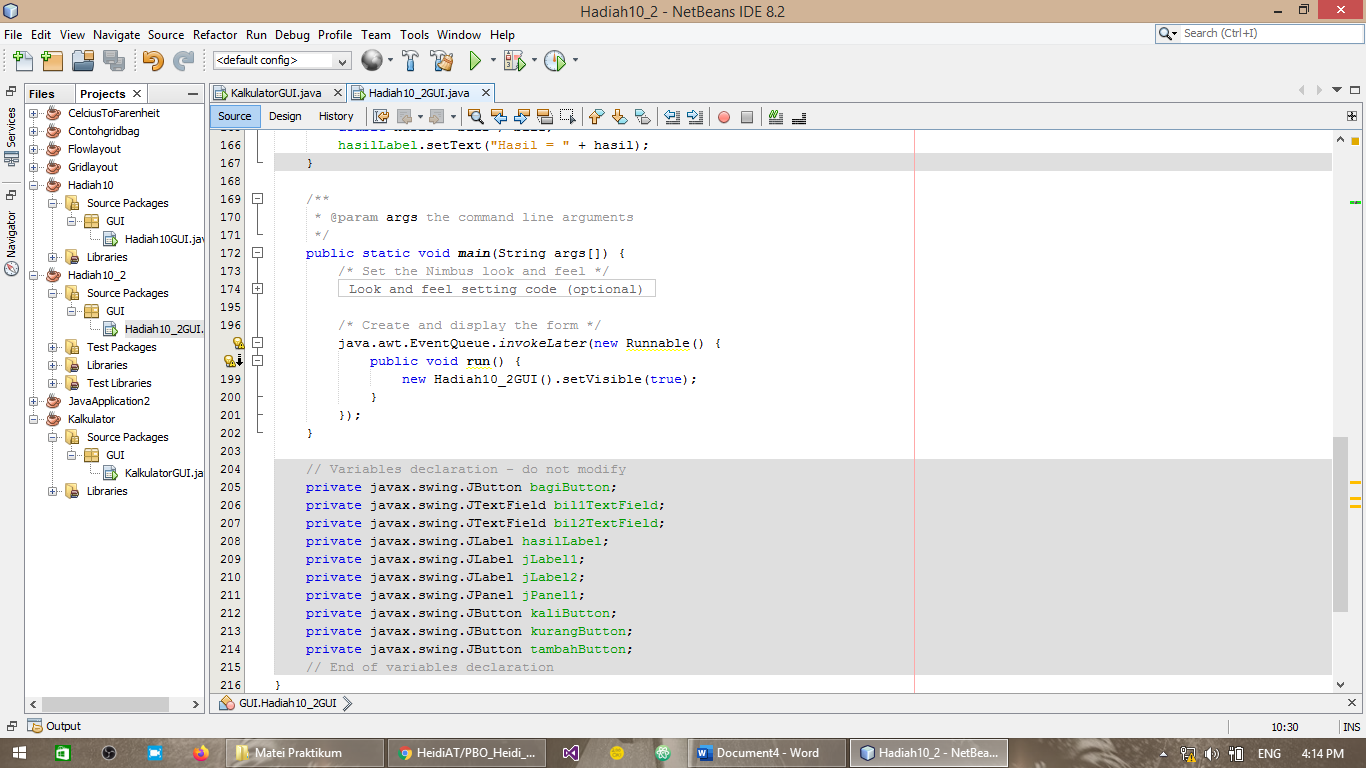 Hadiah10_2 - NetBeans IDE 8.2
File Edit View Navigate Source Refactor Run Debug Profile Team Tools Window Help
Search (Ctrl+I)
<default config>
Files Projects
KalkulatorGUI.java Hadiah10_2GUI.java
Services
Navigator
Source Design History
CelciusToFarenheit
Contohgridbag
Flowlayout
Gridlayout
Hadiah10
Source Packages
GUI
Hadiah10GUI.jav
Libraries
Hadiah10_2
Source Packages
GUI
Hadiah10_2GUI.
Test Packages
Libraries
Test Libraries
JavaApplication2
Kalkulator
Source Packages
GUI
KalkulatorGUI.ja
Libraries
166 hasilLabel.setText("Hasil = " + hasil);
167 }
168
169 /**
170 * @param args the command line arguments
171 */
172 public static void main(String args[]) {
173 /* Set the Nimbus look and feel */
174 Look and feel setting code (optional)
195
196 /* Create and display the form */
java.awt.EventQueue.invokeLater(new Runnable() {
public void run() {
199 new Hadiah10_2GUI().setVisible(true);
200 }
201 });
202 }
203
204 // Variables declaration - do not modify
205 private javax.swing.JButton bagiButton;
206 private javax.swing.JTextField bil1TextField;
207 private javax.swing.JTextField bil2TextField;
208 private javax.swing.JLabel hasilLabel;
209 private javax.swing.JLabel jLabel1;
210 private javax.swing.JLabel jLabel2;
211 private javax.swing.JPanel jPanel1;
212 private javax.swing.JButton kaliButton;
213 private javax.swing.JButton kurangButton;
214 private javax.swing.JButton tambahButton;
215 // End of variables declaration
216 }
GUI.Hadiah10_2GUI
Output
10:30 INS
Matei Praktikum
HeidiAT/PBO_Heidi_...
Document4 - Word
Hadiah10_2 - NetBea...
ENG 4:14 PM